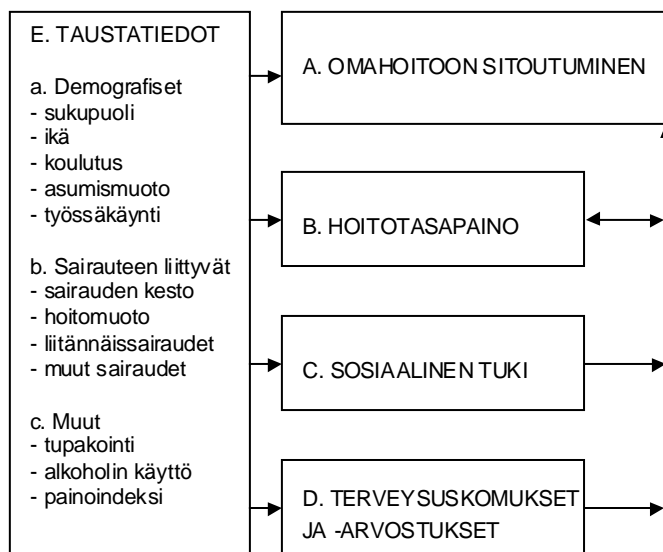 E. TAUSTATIEDOT
a. Demografiset
- sukupuoli
- ikä
- koulutus
- asumismuoto
- työssäkäynti
b. Sairauteen liittyvät
- sairauden kesto
- hoitomuoto
- liitännäissairaudet
- muut sairaudet
c. Muut
- tupakointi
- alkoholin käyttö
- painoindeksi
A. OMAHOITOON SITOUTUMINEN
B. HOITOTASAPAINO
C. SOSIAALINEN TUKI
D. TERVEYSUSKOMUKSET
JA -ARVOSTUKSET